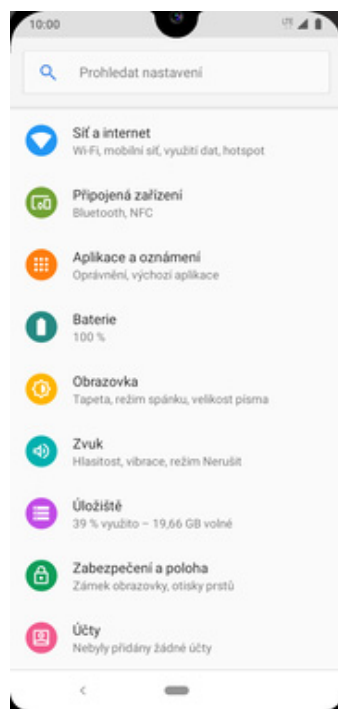 10:00
LTE
Prohledat nastavení
Síť a internet
Wi-Fi, mobilní síť, využití dat, hotspot
Připojená zařízení
Bluetooth, NFC
Aplikace a oznámení
Oprávnění, výchozí aplikace
Baterie
100 %
Obrazovka
Tapeta, režim spánku, velikost písma
Zvuk
Hlasitost, vibrace, režim Nerušit
Úložiště
39 % využito – 19,66 GB volné
Zabezpečení a poloha
Zámek obrazovky, otisky prstů
Účty
Nebyly přidány žádné účty